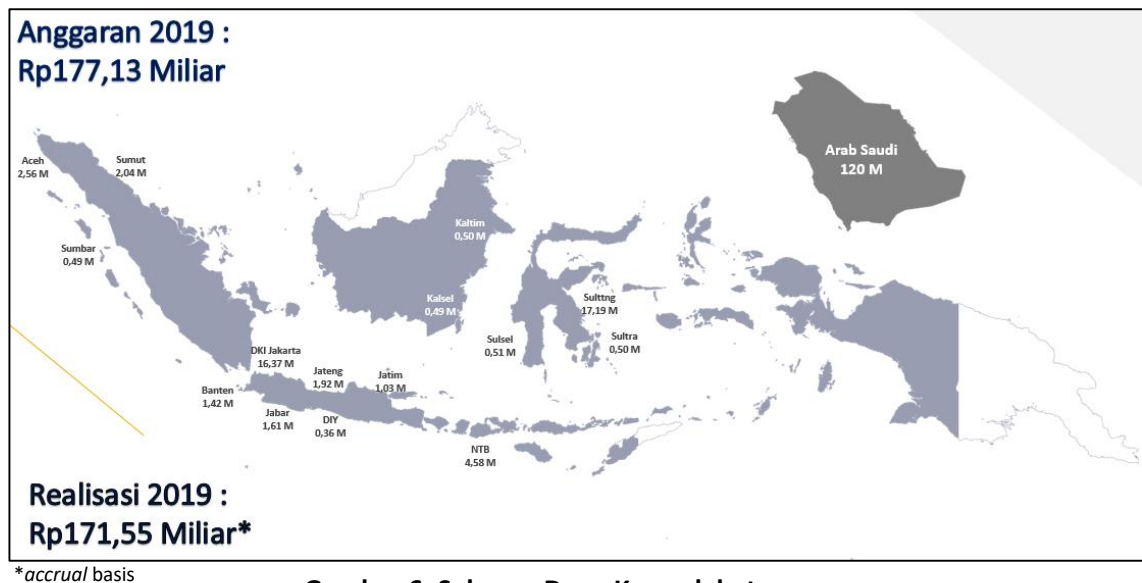 Anggaran 2019 :
Rp177,13 Miliar
Arab Saudi
120 M
Aceh
2,56 M
Sumut
2,04 M
Sumbar
0,49 M
Kaltim
0,50 M
Kalsel
0,49 M
Sulttng
17,19 M
Sulsel
0,51 M
Sultra
0,50 M
DKI Jakarta
16,37 M
Banten
1,42 M
Jateng
1,92 M
Jatim
1,03 M
Jabar
1,61 M
DIY
0,36 M
NTB
4,58 M
Realisasi 2019 :
Rp171,55 Miliar*
*accrual basis